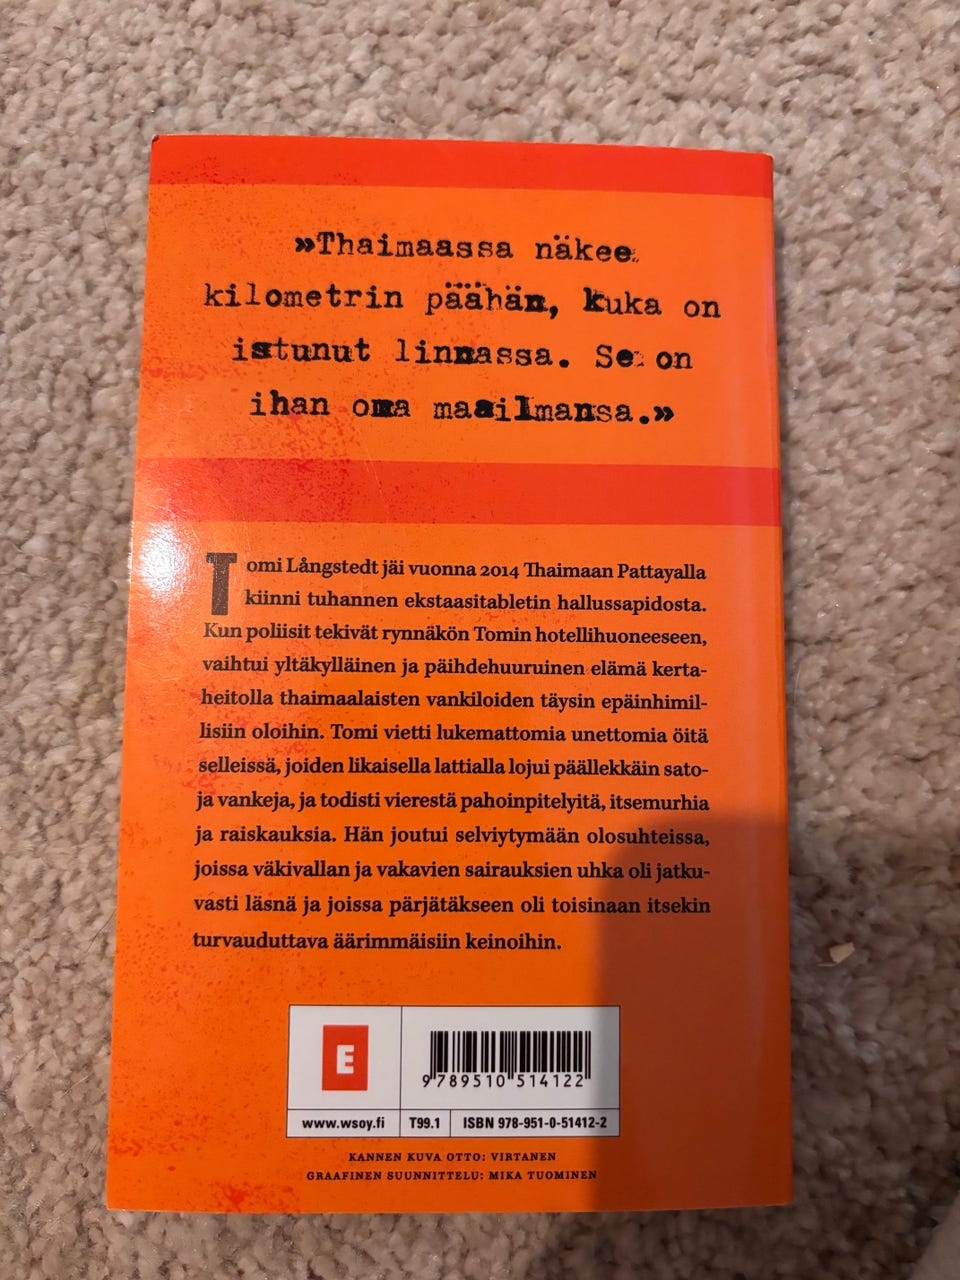 »Thaimaassa näkee
kilometrin päähän, kuka on
istunut linnassa. Se on
ihan oma maailmansa.»
Tomi Långstedt jäi vuonna 2014 Thaimaan Pattayalla
kiinni tuhannen ekstaasitabletin hallussapidosta.
Kun poliisit tekivät rynnäkön Tomin hotellihuoneeseen,
vaihtui yltäkylläinen ja päihdehuuruinen elämä kerta-
heitolla thaimaalaisten vankiloiden täysin epäinhimil-
lisiin oloihin. Tomi vietti lukemattomia unettomia öitä
selleissä, joiden likaisella lattialla lojui päällekkäin sato-
ja vankeja, ja todisti vierestä pahoinpitelyitä, itsemurhia
ja raiskauksia. Hän joutui selviytymään olosuhteissa,
joissa väkivallan ja vakavien sairauksien uhka oli jatku-
vasti läsnä ja joissa pärjätäkseen oli toisinaan itsekin
turvauduttava äärimmäisiin keinoihin.
E
9 789510 514122
www.wsoy.fi T99.1 ISBN 978-951-0-51412-2
KANNEN KUVA OTTO: VIRTANEN
GRAAFINEN SUUNNITTELU: MIKA TUOMINEN